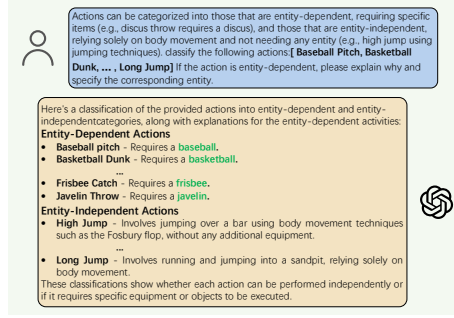 Actions can be categorized into those that are entity-dependent, requiring specific
items (e.g., discus throw requires a discus), and those that are entity-independent,
relying solely on body movement and not needing any entity (e.g., high jump using
jumping techniques). classify the following actions:[ Baseball Pitch, Basketball
Dunk, ... , Long Jump] If the action is entity-dependent, please explain why and
specify the corresponding entity.
Here's a classification of the provided actions into entity-dependent and entity-
independentcategories, along with explanations for the entity-dependent activities:
Entity-Dependent Actions
• Baseball pitch - Requires a baseball.
• Basketball Dunk - Requires a basketball.
...
• Frisbee Catch - Requires a frisbee.
• Javelin Throw - Requires a javelin.
Entity-Independent Actions
• High Jump - Involves jumping over a bar using body movement techniques
such as the Fosbury flop, without any additional equipment.
...
• Long Jump - Involves running and jumping into a sandpit, relying solely on
body movement.
These classifications show whether each action can be performed independently or
if it requires specific equipment or objects to be executed.